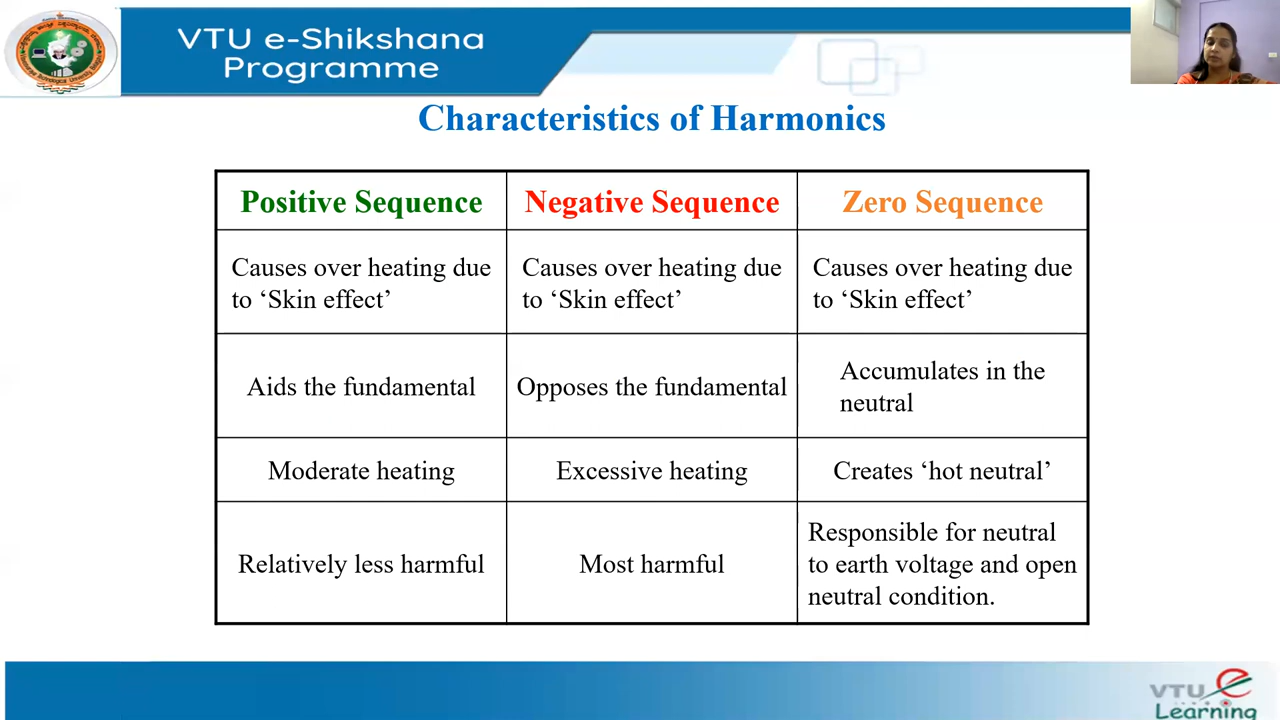 VTU e-Shikshana
Programme
Characteristics of Harmonics
Positive Sequence
Negative Sequence
Zero Sequence
Causes over heating due
to ‘Skin effect’
Causes over heating due
to ‘Skin effect’
Causes over heating due
to ‘Skin effect’
Aids the fundamental
Opposes the fundamental
Accumulates in the
neutral
Moderate heating
Excessive heating
Creates ‘hot neutral’
Relatively less harmful
Most harmful
Responsible for neutral
to earth voltage and open
neutral condition.
VTU e
Learning